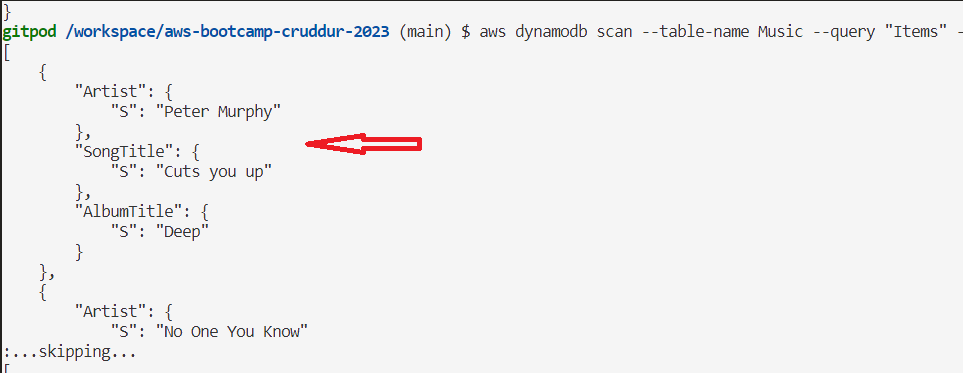 }
gitpod /workspace/aws-bootcamp-cruddur-2023 (main) $ aws dynamodb scan --table-name Music --query "Items" -
[
    {
        "Artist": {
            "S": "Peter Murphy"
        },
        "SongTitle": {
            "S": "Cuts you up"
        },
        "AlbumTitle": {
            "S": "Deep"
        }
    },
    {
        "Artist": {
            "S": "No One You Know"
:...skipping...
[